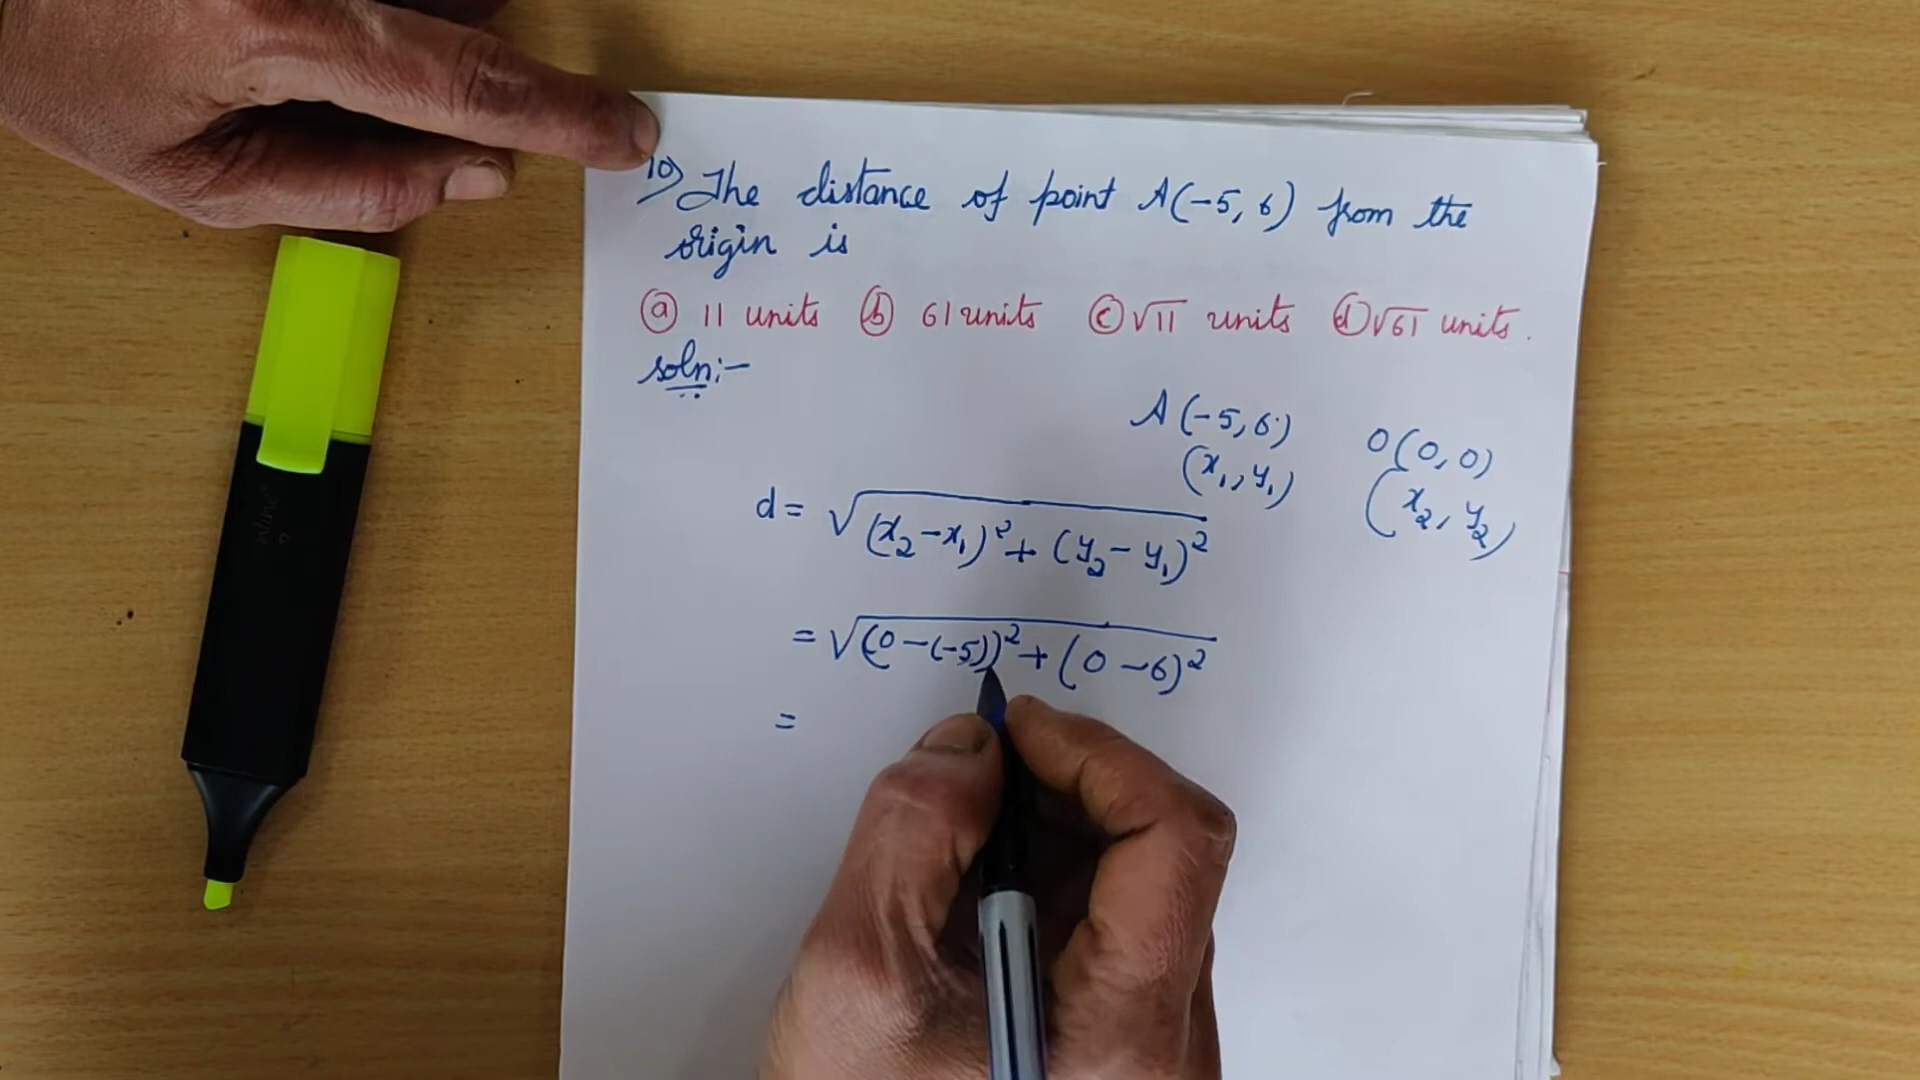 10) The distance of point A(-5, 6) from the
origin is
ⓐ 11 units ⓑ 61 units ⓒ √11 units ⓓ √61 units.
soln:-
A(-5, 6) O(0, 0)
(x₁, y₁) (x₂, y₂)
d = √(x₂-x₁)² + (y₂-y₁)²
= √(0-(-5))² + (0-6)²
=